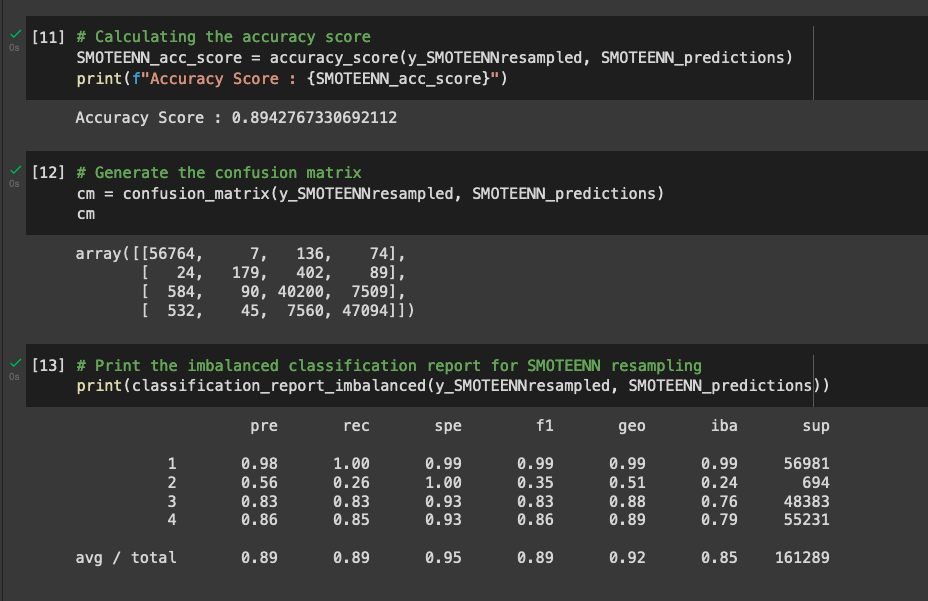 [11] # Calculating the accuracy score
0s
SMOTEENN_acc_score = accuracy_score(y_SMOTEENNresampled, SMOTEENN_predictions)
print(f"Accuracy Score : {SMOTEENN_acc_score}")
Accuracy Score : 0.8942767330692112
[12] # Generate the confusion matrix
0s
cm = confusion_matrix(y_SMOTEENNresampled, SMOTEENN_predictions)
cm
array([[56764, 7, 136, 74],
[ 24, 179, 402, 89],
[ 584, 90, 40200, 7509],
[ 532, 45, 7560, 47094]])
[13] # Print the imbalanced classification report for SMOTEENN resampling
0s
print(classification_report_imbalanced(y_SMOTEENNresampled, SMOTEENN_predictions))
pre rec spe f1 geo iba sup
1 0.98 1.00 0.99 0.99 0.99 0.99 56981
2 0.56 0.26 1.00 0.35 0.51 0.24 694
3 0.83 0.83 0.93 0.83 0.88 0.76 48383
4 0.86 0.85 0.93 0.86 0.89 0.79 55231
avg / total 0.89 0.89 0.95 0.89 0.92 0.85 161289